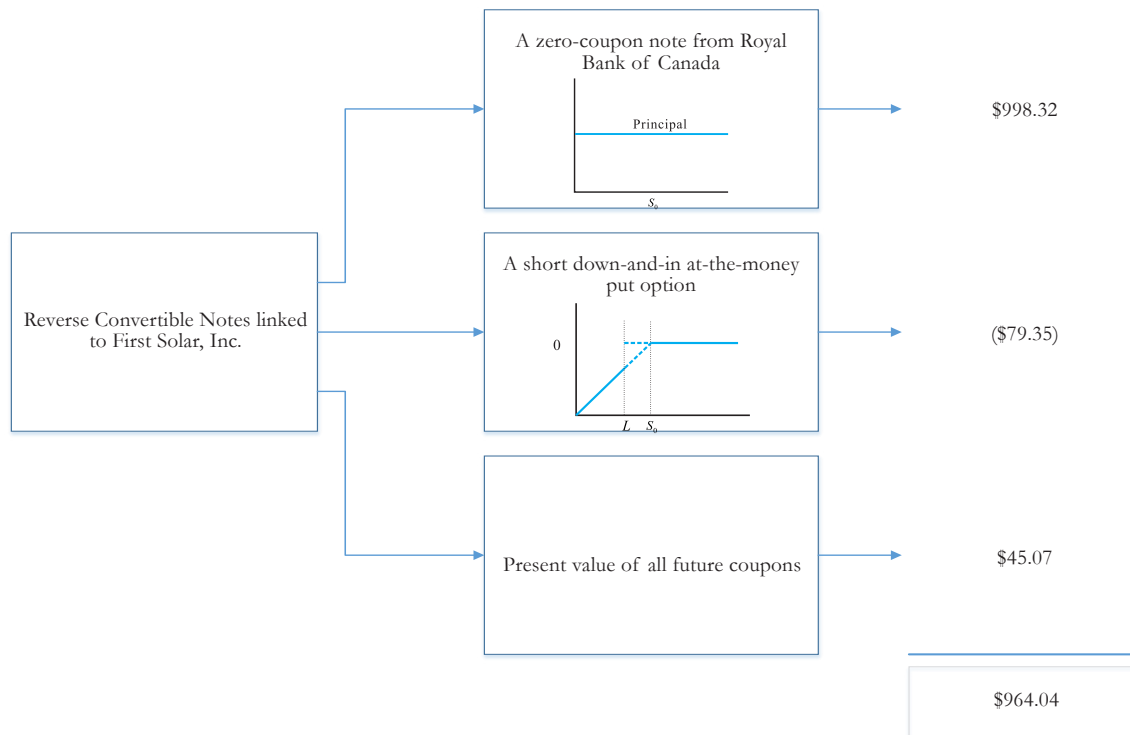 A zero-coupon note from Royal
Bank of Canada
Principal
S₀
$998.32
Reverse Convertible Notes linked
to First Solar, Inc.
A short down-and-in at-the-money
put option
0
L S₀
($79.35)
Present value of all future coupons
$45.07
$964.04